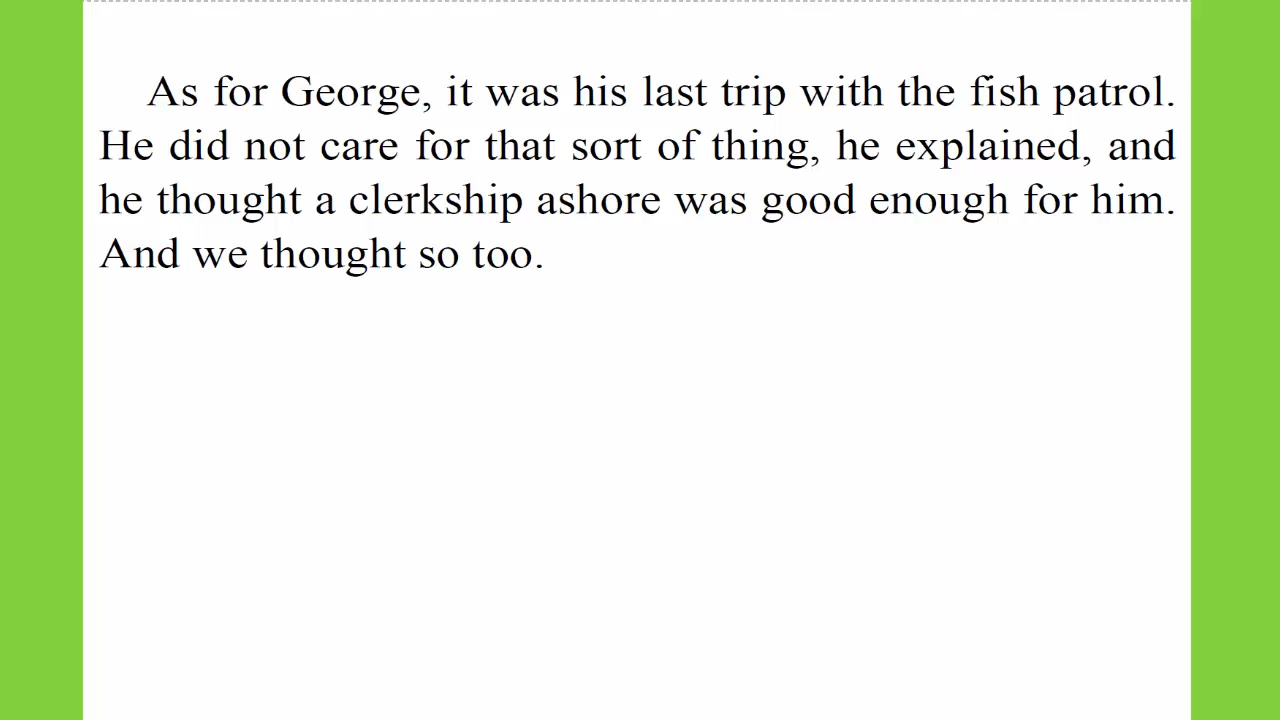 As for George, it was his last trip with the fish patrol.
He did not care for that sort of thing, he explained, and
he thought a clerkship ashore was good enough for him.
And we thought so too.